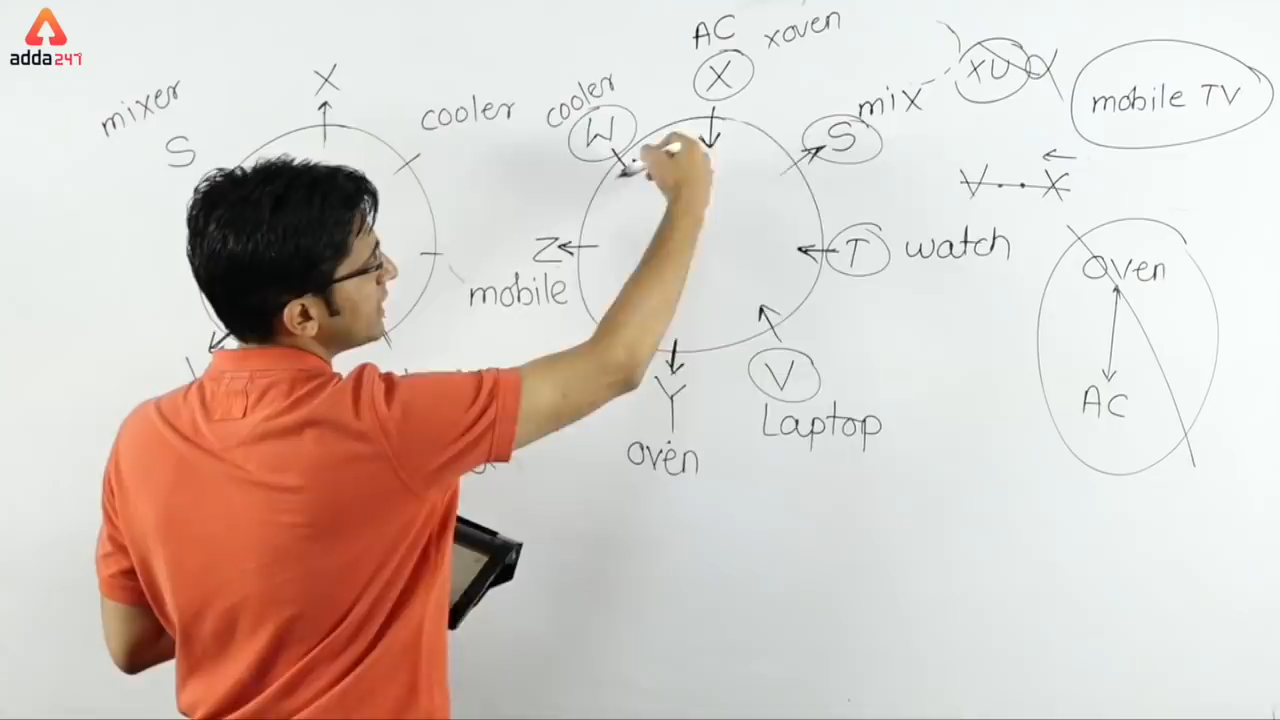 adda247
mixer
X
S
cooler
mobile
AC
X
xoven
cooler
W
mix
S
Z
T
watch
Y
oven
V
Laptop
XU
mobile TV
V X
oven
AC